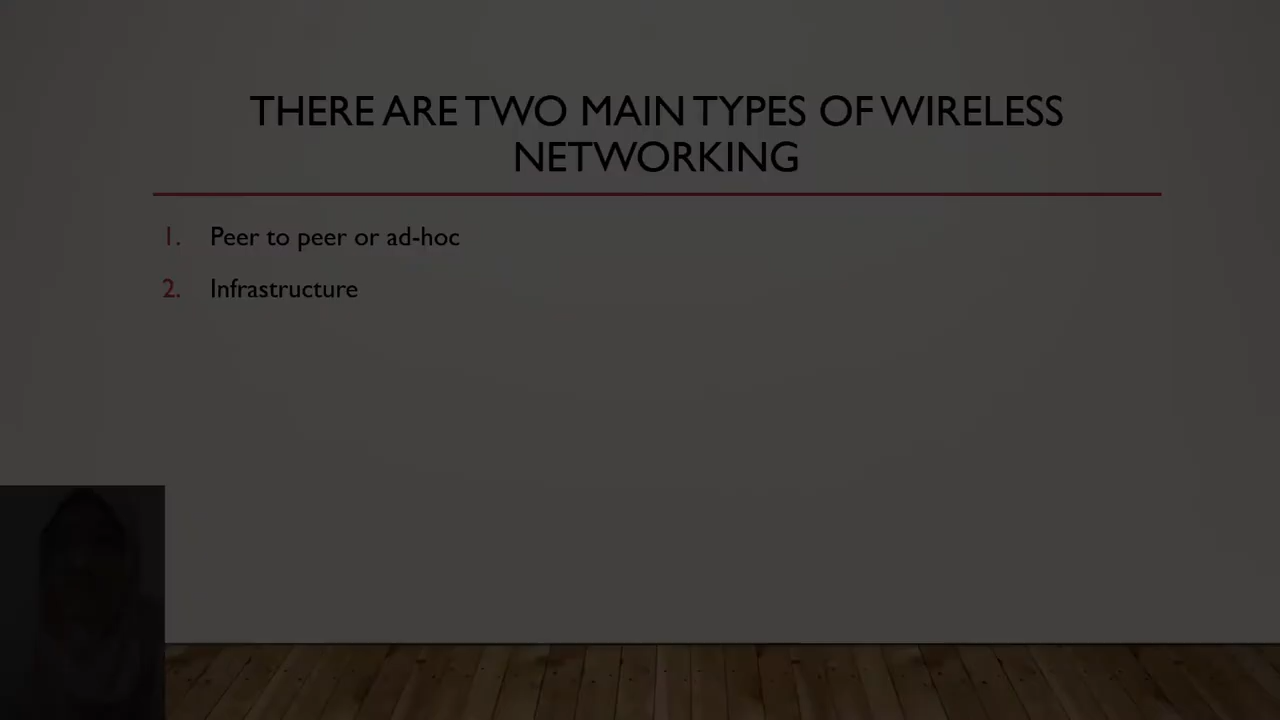 THERE ARE TWO MAIN TYPES OF WIRELESS
NETWORKING
1. Peer to peer or ad-hoc
2. Infrastructure